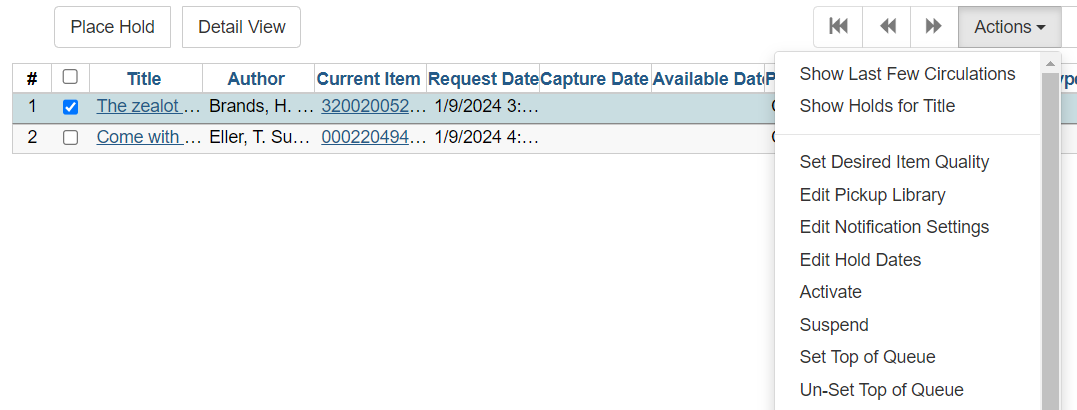 Place Hold Detail View Actions
# Title Author Current Item Request Date Capture Date Available Date
1 The zealot … Brands, H. … 320020052… 1/9/2024 3:…
2 Come with … Eller, T. Su… 000220494… 1/9/2024 4:…
Show Last Few Circulations
Show Holds for Title
Set Desired Item Quality
Edit Pickup Library
Edit Notification Settings
Edit Hold Dates
Activate
Suspend
Set Top of Queue
Un-Set Top of Queue